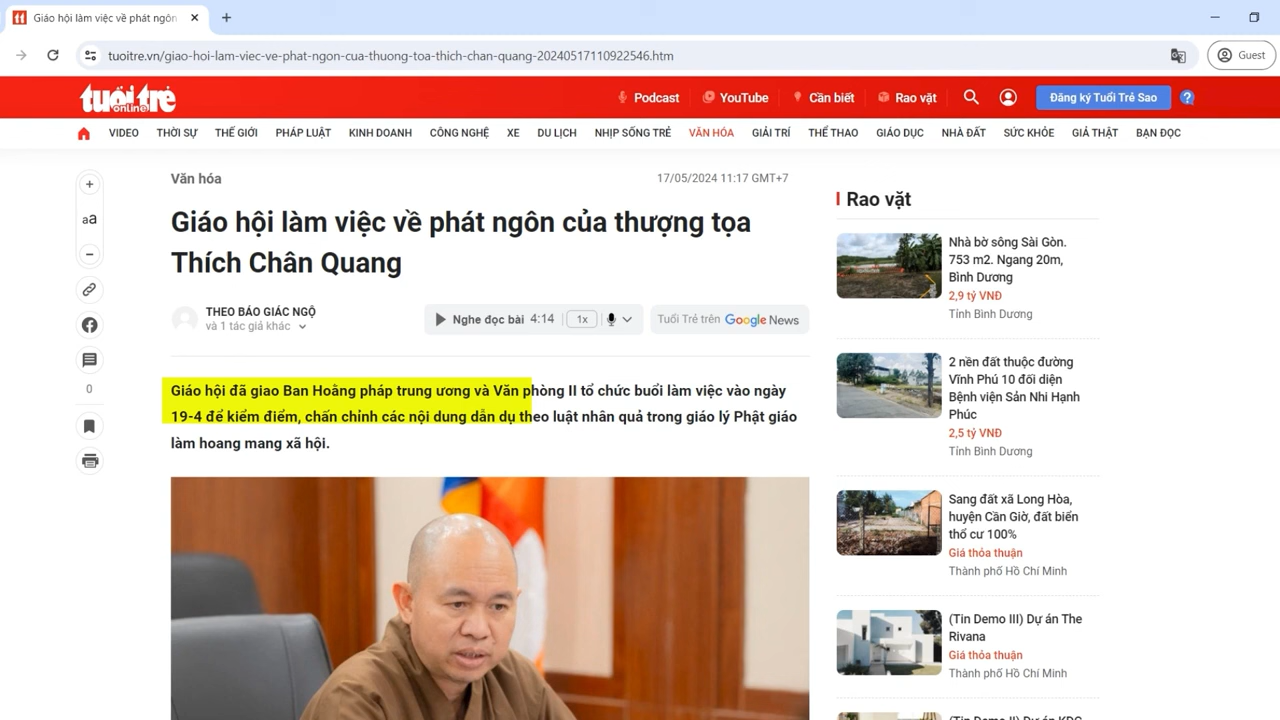 Giáo hội làm việc về phát ngôn
tuoitre.vn/giao-hoi-lam-viec-ve-phat-ngon-cua-thuong-toa-thich-chan-quang-20240517110922546.htm
Guest
tuổi trẻ
online
Podcast
YouTube
Cần biết
Rao vặt
Đăng ký Tuổi Trẻ Sao
?
VIDEO
THỜI SỰ
THẾ GIỚI
PHÁP LUẬT
KINH DOANH
CÔNG NGHỆ
XE
DU LỊCH
NHỊP SỐNG TRẺ
VĂN HÓA
GIẢI TRÍ
THỂ THAO
GIÁO DỤC
NHÀ ĐẤT
SỨC KHỎE
GIẢ THẬT
BẠN ĐỌC
aa
0
Văn hóa
17/05/2024 11:17 GMT+7
Giáo hội làm việc về phát ngôn của thượng tọa
Thích Chân Quang
THEO BÁO GIÁC NGỘ
và 1 tác giả khác
Nghe đọc bài 4:14
1x
Tuổi Trẻ trên Google News
Giáo hội đã giao Ban Hoằng pháp trung ương và Văn phòng II tổ chức buổi làm việc vào ngày
19-4 để kiểm điểm, chấn chỉnh các nội dung dẫn dụ theo luật nhân quả trong giáo lý Phật giáo
làm hoang mang xã hội.
Rao vặt
Nhà bờ sông Sài Gòn.
753 m2. Ngang 20m,
Bình Dương
2,9 tỷ VNĐ
Tỉnh Bình Dương
2 nền đất thuộc đường
Vĩnh Phú 10 đối diện
Bệnh viện Sản Nhi Hạnh
Phúc
2,5 tỷ VNĐ
Tỉnh Bình Dương
Sang đất xã Long Hòa,
huyện Cần Giờ, đất biển
thổ cư 100%
Giá thỏa thuận
Thành phố Hồ Chí Minh
(Tin Demo III) Dự án The
Rivana
Giá thỏa thuận
Thành phố Hồ Chí Minh
(Tin Demo II) Dự án KDC